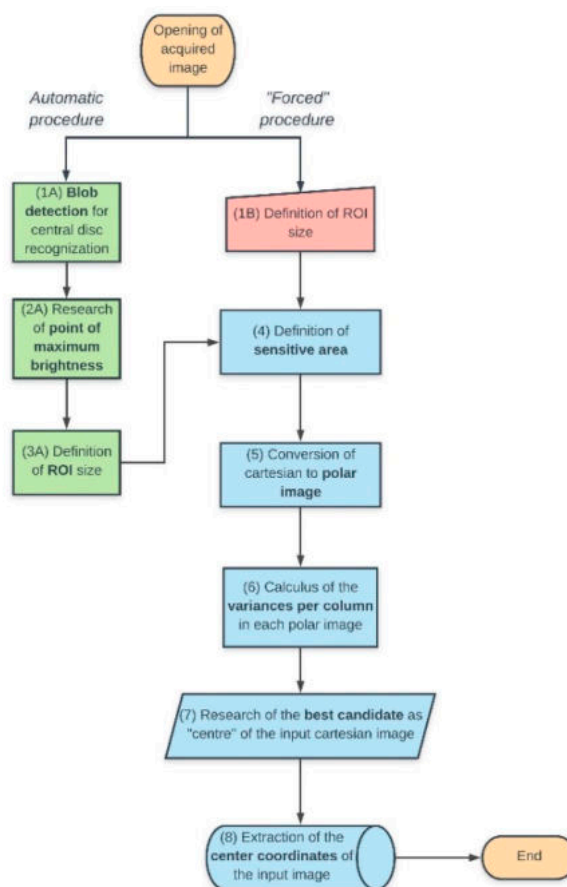 Opening of
acquired
image
Automatic
procedure
"Forced"
procedure
(1A) Blob
detection for
central disc
recognization
(1B) Definition of ROI
size
(2A) Research
of point of
maximum
brightness
(4) Definition of
sensitive area
(3A) Definition
of ROI size
(5) Conversion of
cartesian to polar
image
(6) Calculus of the
variances per column
in each polar image
(7) Research of the best candidate as
"centre" of the input cartesian image
(8) Extraction of the
center coordinates of
the input image
End